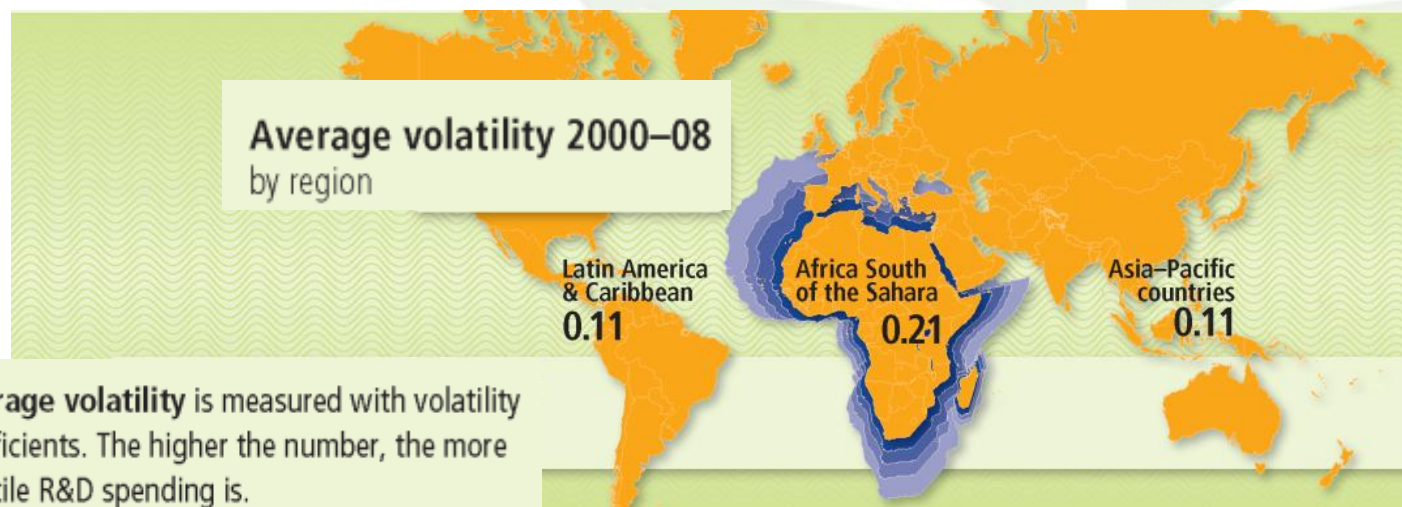 Average volatility 2000–08
by region
Latin America
& Caribbean
0.11
Africa South
of the Sahara
0.21
Asia–Pacific
countries
0.11
rage volatility is measured with volatility
ficients. The higher the number, the more
tile R&D spending is.